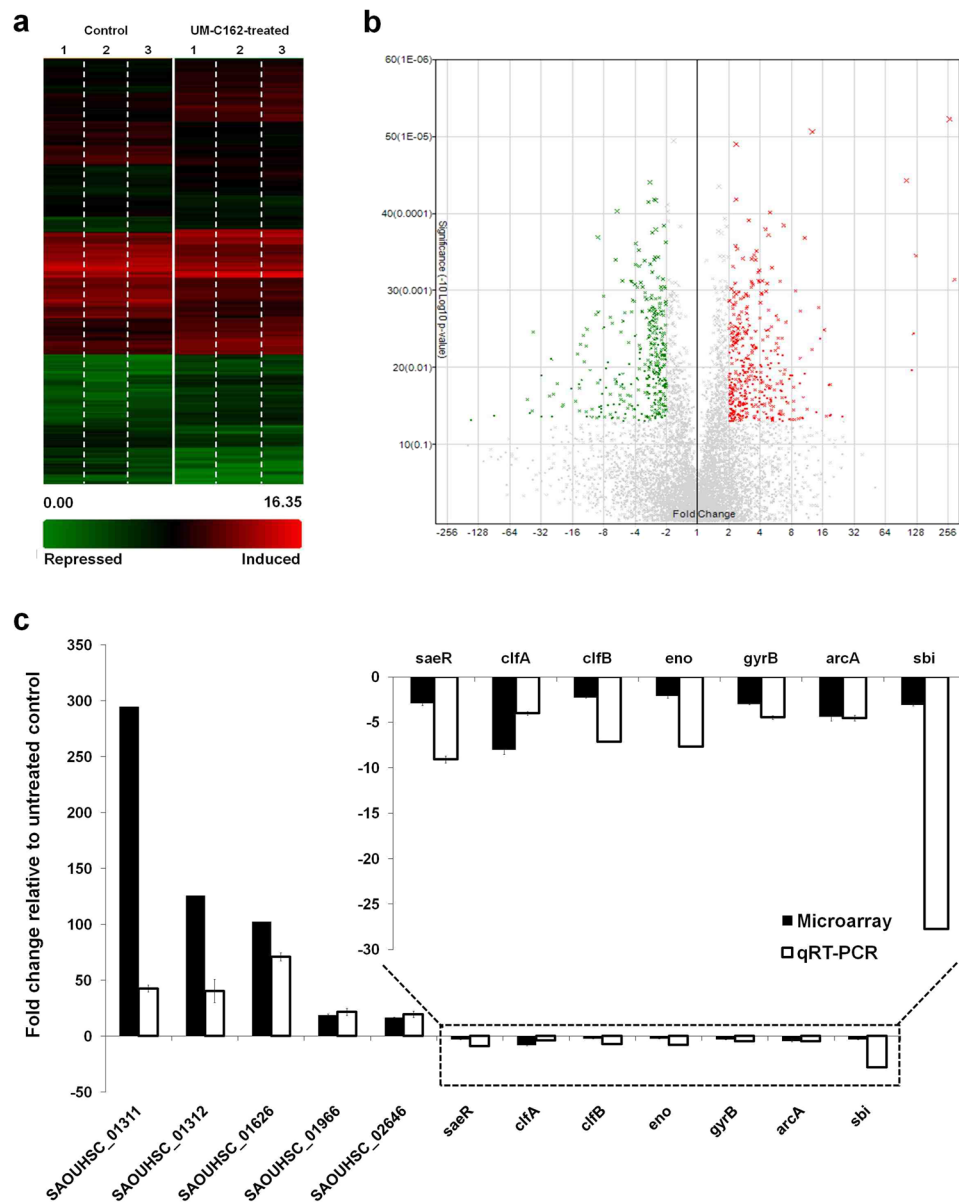 a
Control UM-C162-treated
1 2 3 1 2 3
0.00 16.35
Repressed Induced
b
60(1E-06)
50(1E-05)
40(0.0001)
30(0.001)
20(0.01)
10(0.1)
Significance (-10 Log10 p-value)
Fold Change
-256 -128 -64 -32 -16 -8 -4 -2 1 2 4 8 16 32 64 128 256
c
Fold change relative to untreated control
350
300
250
200
150
100
50
0
-50
saeR clfA clfB eno gyrB arcA sbi
0
-5
-10
-15
-20
-25
-30
Microarray
qRT-PCR
SAOUHSC_01311
SAOUHSC_01312
SAOUHSC_01626
SAOUHSC_01966
SAOUHSC_02646
saeR
clfA
clfB
eno
gyrB
arcA
sbi